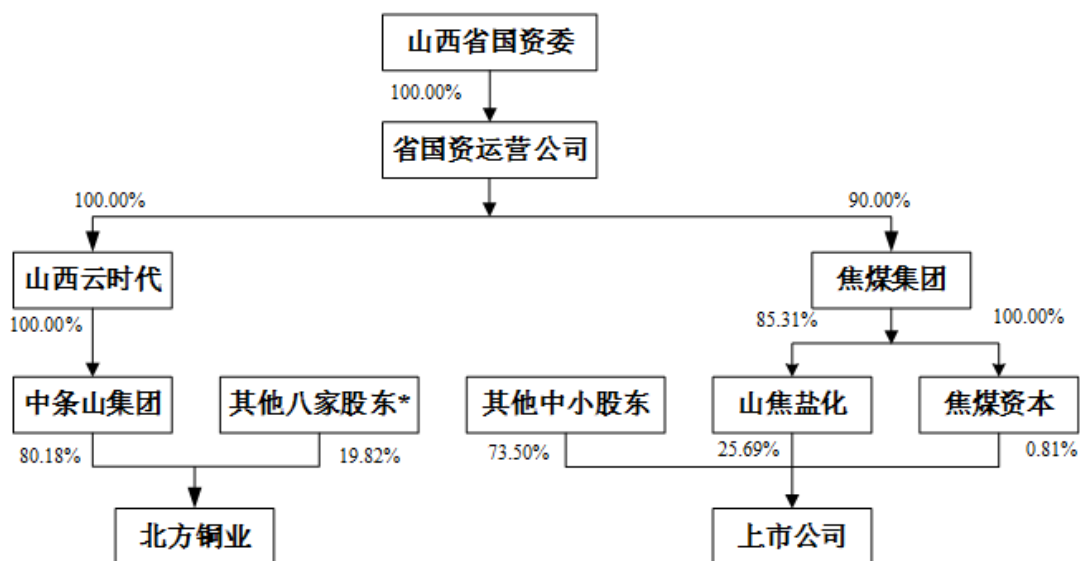 山西省国资委
100.00%
省国资运营公司
100.00%
90.00%
山西云时代
焦煤集团
100.00%
85.31%
100.00%
中条山集团
其他八家股东*
其他中小股东
山焦盐化
焦煤资本
80.18%
19.82%
73.50%
25.69%
0.81%
北方铜业
上市公司